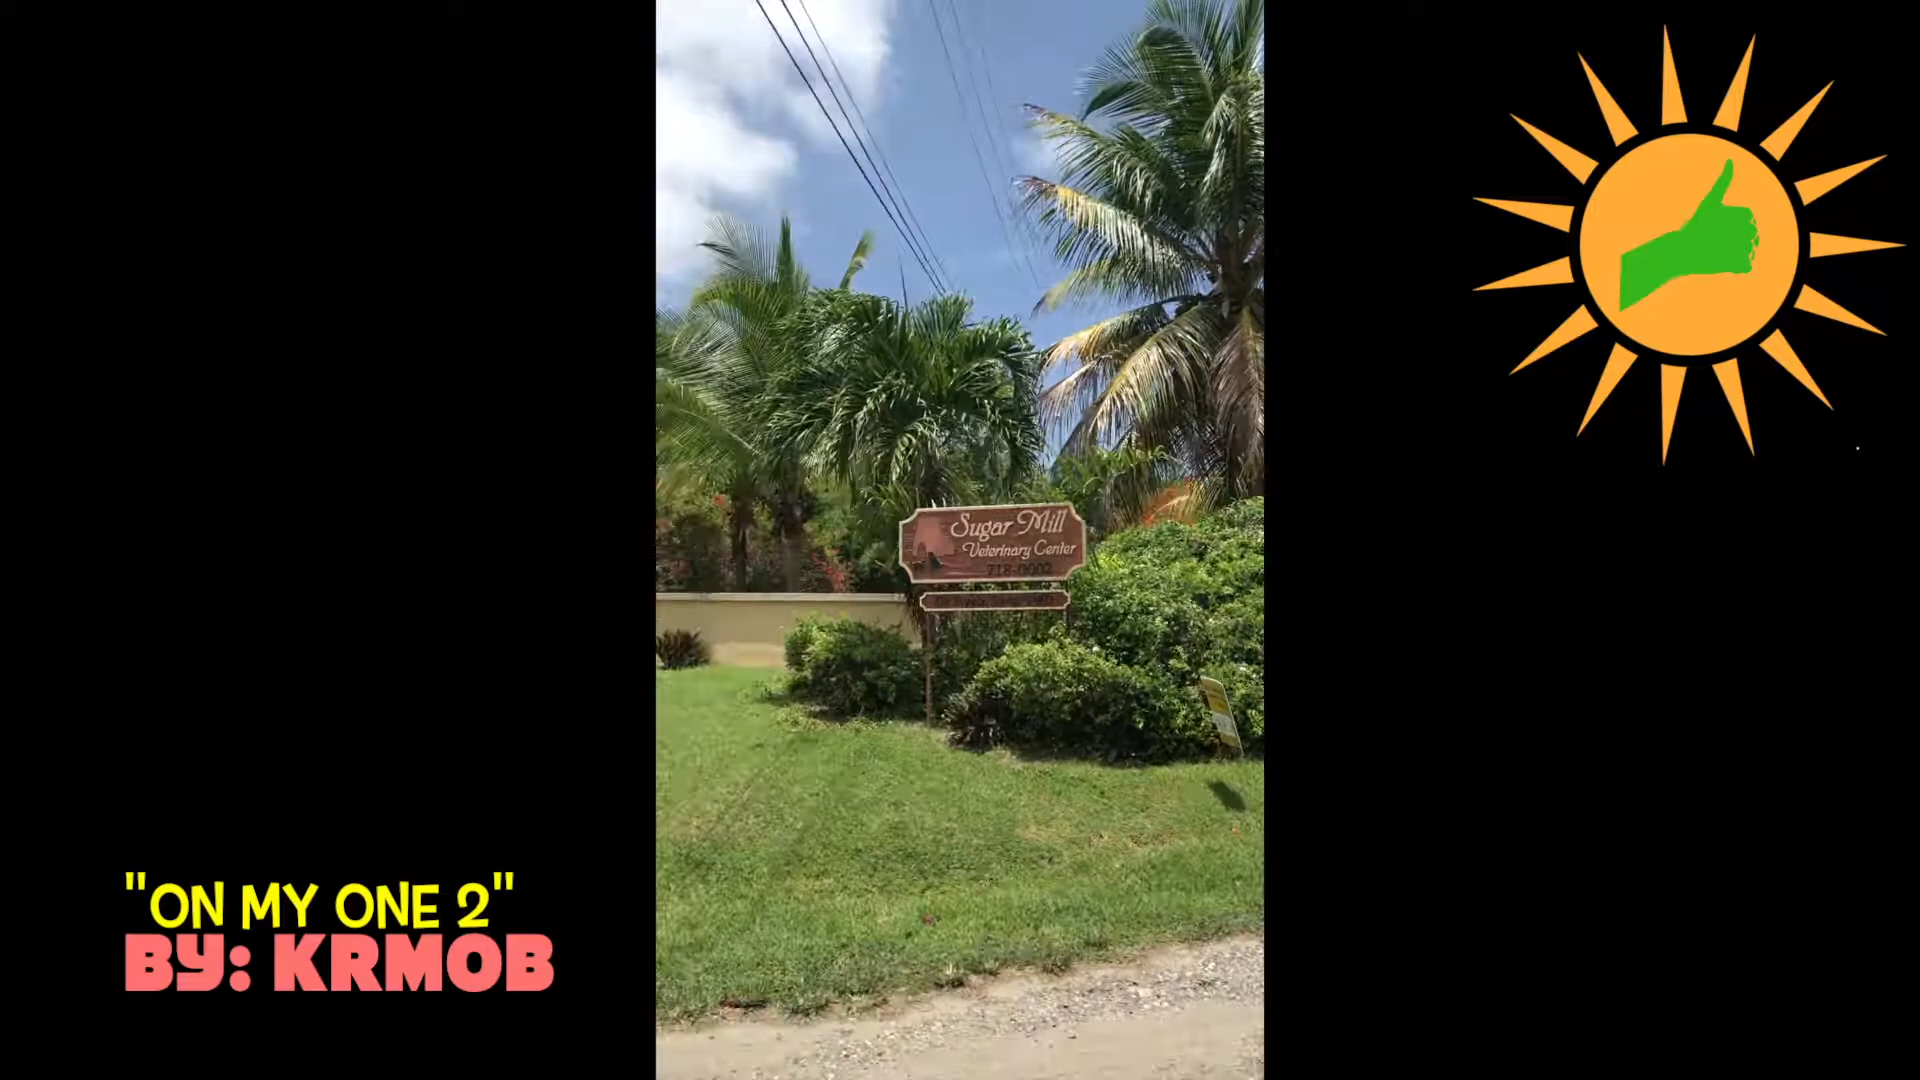 Sugar Mill
Veterinary Center
718-0002
"ON MY ONE 2"
BY: KRMOB